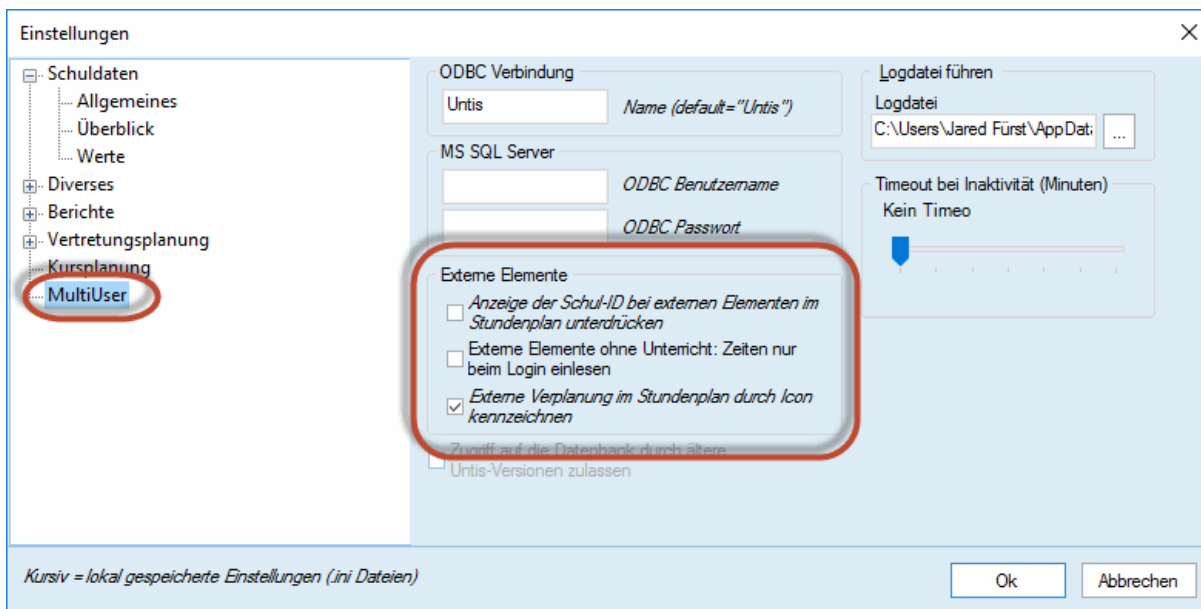 Einstellungen
Schuldaten
Allgemeines
Überblick
Werte
Diverses
Berichte
Vertretungsplanung
Kursplanung
MultiUser
ODBC Verbindung
Untis
Name (default="Untis")
MS SQL Server
ODBC Benutzername
ODBC Passwort
Externe Elemente
Anzeige der Schul-ID bei externen Elementen im
Stundenplan unterdrücken
Externe Elemente ohne Unterricht: Zeiten nur
beim Login einlesen
Externe Verplanung im Stundenplan durch Icon
kennzeichnen
Zugriff auf die Datenbank durch ältere
Untis-Versionen zulassen
Logdatei führen
Logdatei
C:\Users\Jared Fürst\AppData
...
Timeout bei Inaktivität (Minuten)
Kein Timeo
Kursiv = lokal gespeicherte Einstellungen (.ini Dateien)
Ok
Abbrechen